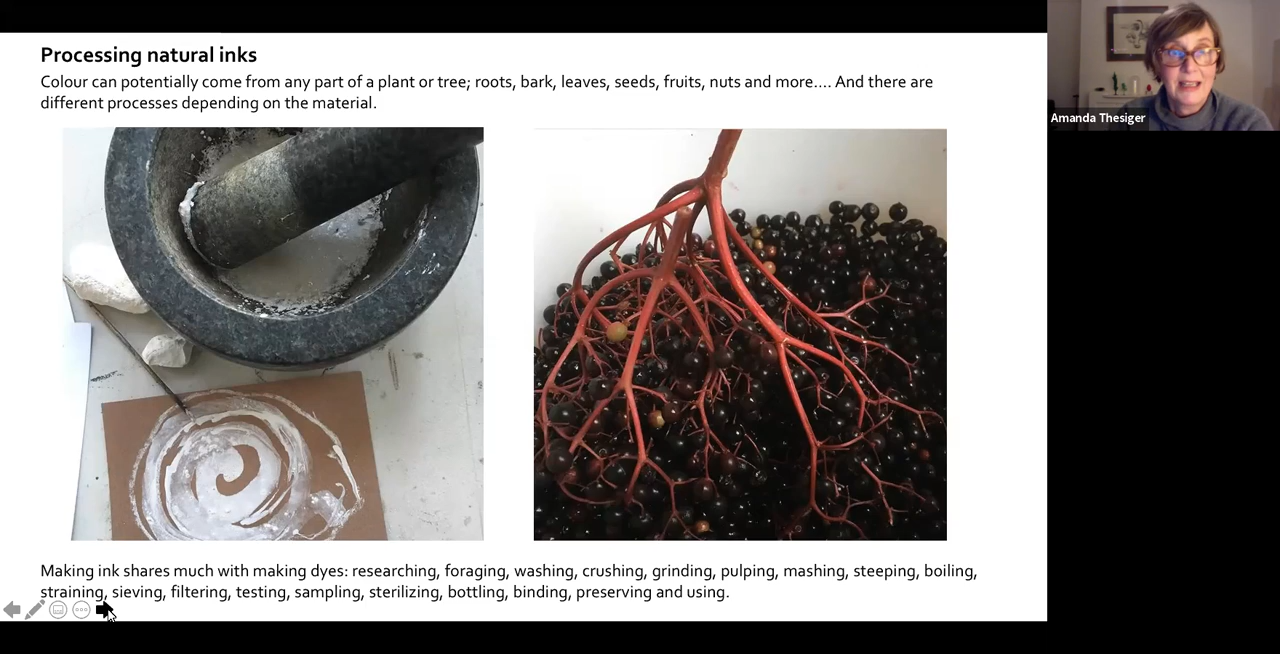 Processing natural inks
Colour can potentially come from any part of a plant or tree; roots, bark, leaves, seeds, fruits, nuts and more…. And there are
different processes depending on the material.
Amanda Thesiger
Making ink shares much with making dyes: researching, foraging, washing, crushing, grinding, pulping, mashing, steeping, boiling,
straining, sieving, filtering, testing, sampling, sterilizing, bottling, binding, preserving and using.